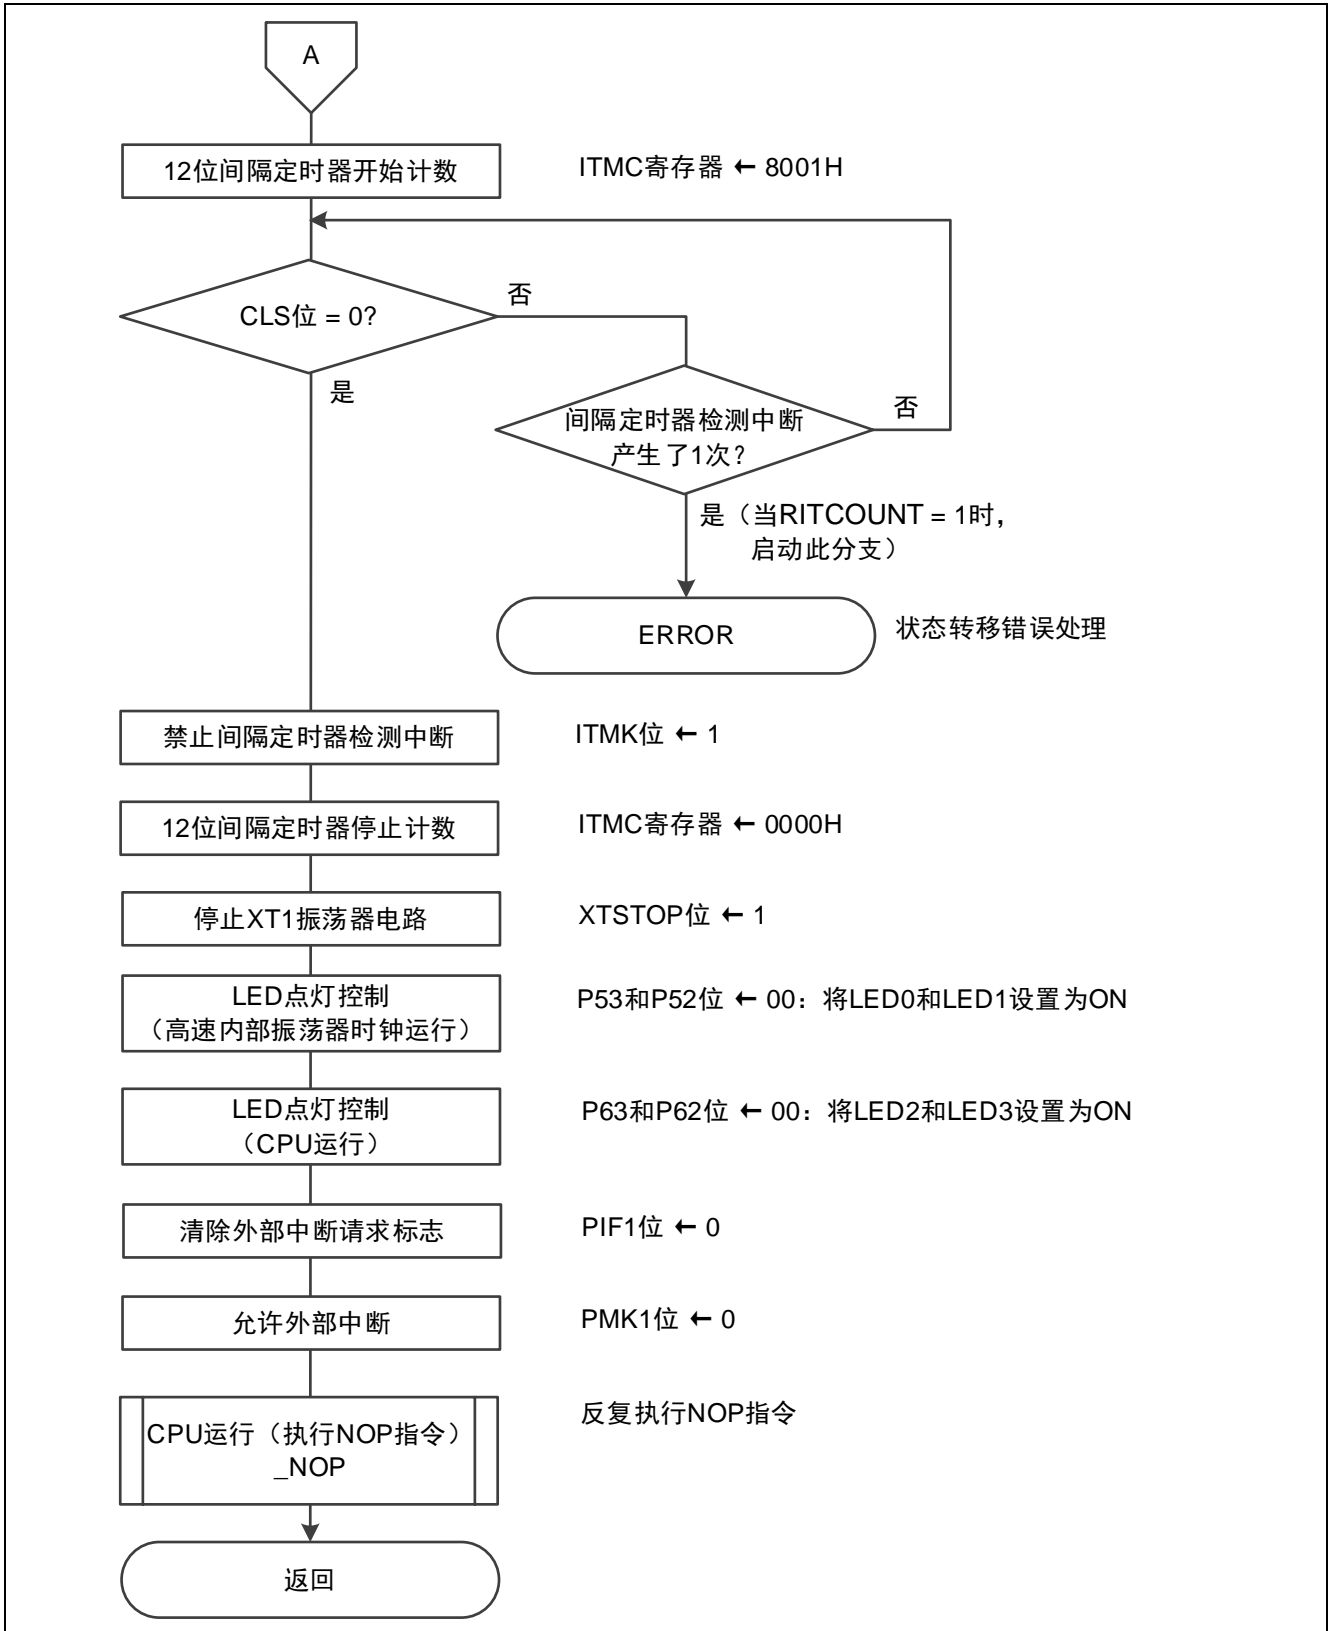 A
12位间隔定时器开始计数
ITMC寄存器 ← 8001H
CLS位 = 0?
否
是
间隔定时器检测中断
产生了1次?
否
是（当RITCOUNT = 1时，
启动此分支）
ERROR
状态转移错误处理
禁止间隔定时器检测中断
ITMK位 ← 1
12位间隔定时器停止计数
ITMC寄存器 ← 0000H
停止XT1振荡器电路
XTSTOP位 ← 1
LED点灯控制
（高速内部振荡器时钟运行）
P53和P52位 ← 00：将LED0和LED1设置为ON
LED点灯控制
（CPU运行）
P63和P62位 ← 00：将LED2和LED3设置为ON
清除外部中断请求标志
PIF1位 ← 0
允许外部中断
PMK1位 ← 0
CPU运行（执行NOP指令）
_NOP
反复执行NOP指令
返回